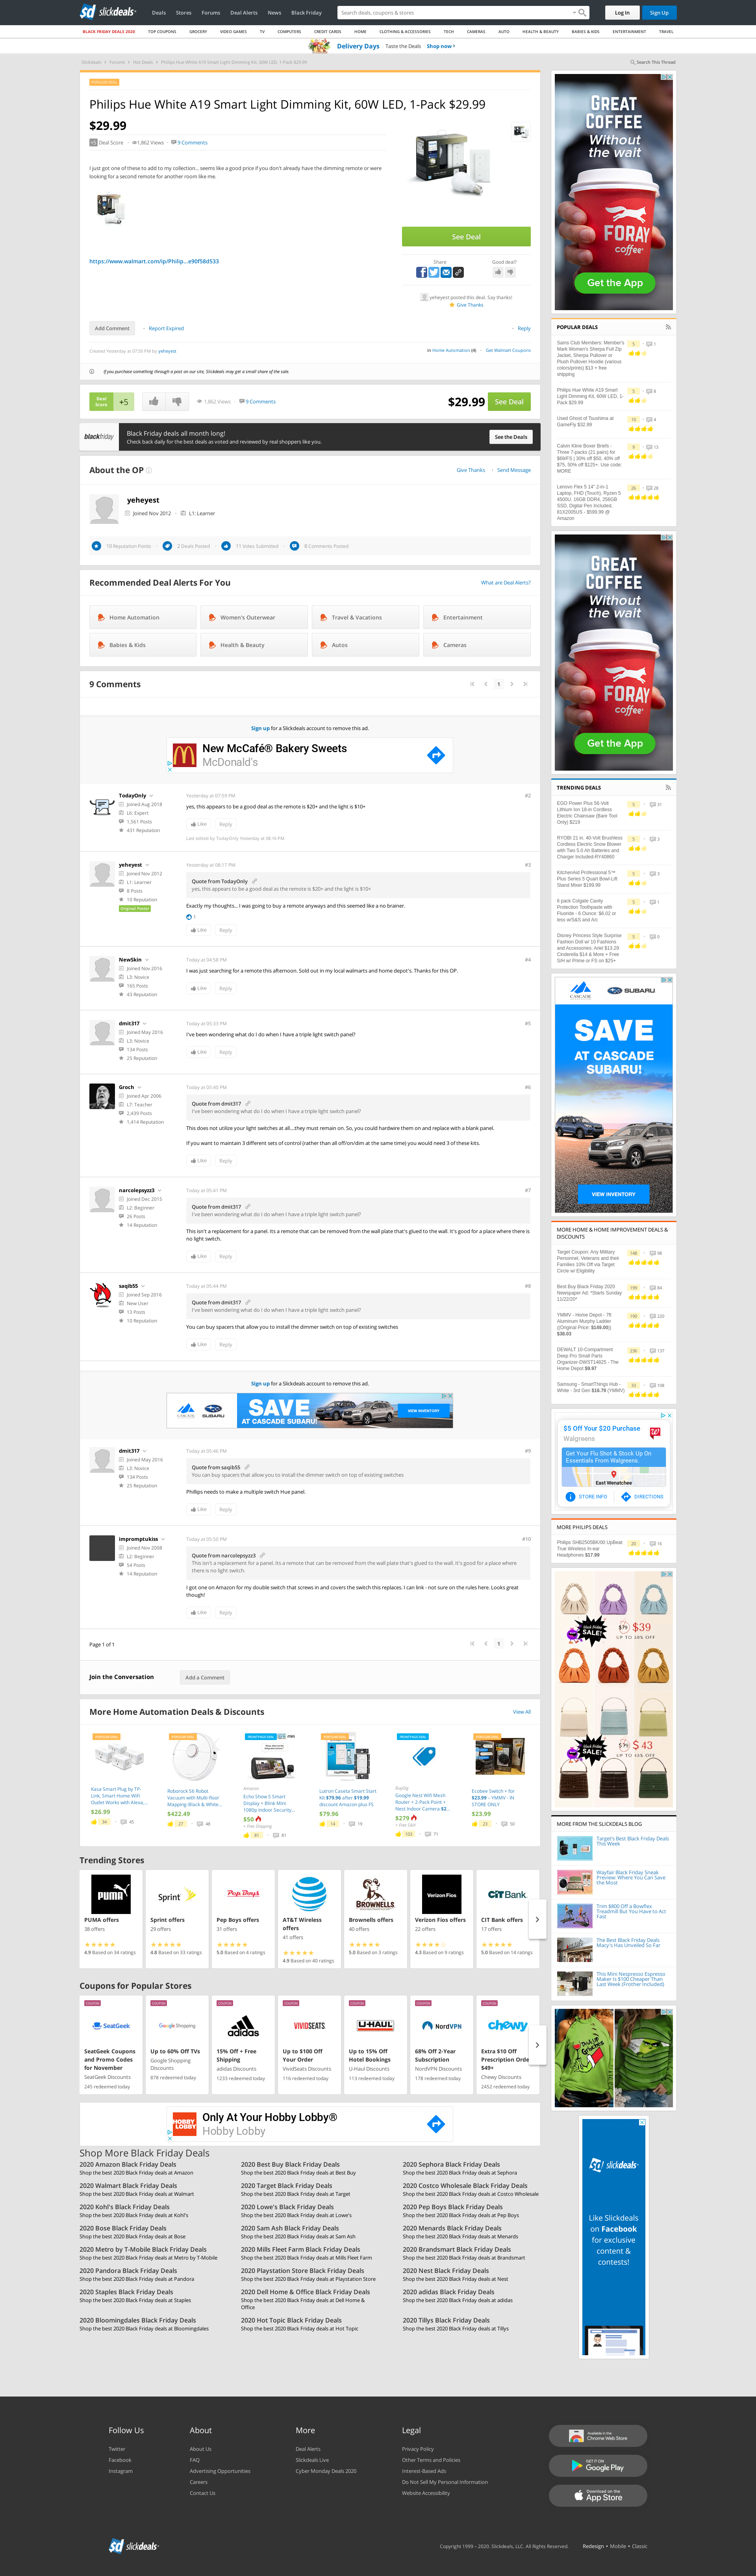 slickdeals
Deals Stores Forums Deal Alerts News Black Friday
Search deals, coupons & stores
Log In Sign Up
BLACK FRIDAY DEALS 2020 TOP COUPONS GROCERY VIDEO GAMES TV COMPUTERS CREDIT CARDS HOME CLOTHING & ACCESSORIES TECH CAMERAS AUTO HEALTH & BEAUTY BABIES & KIDS ENTERTAINMENT TRAVEL
Delivery Days Taste the Deals Shop now >
Slickdeals Forums Hot Deals Philips Hue White A19 Smart Light Dimming Kit, 60W LED, 1-Pack $29.99
Search This Thread
Philips Hue White A19 Smart Light Dimming Kit, 60W LED, 1-Pack $29.99
$29.99
+5 Deal Score 1,862 Views 9 Comments
I just got one of these to add to my collection... seems like a good price if you don't already have the dimming remote or
just needing a second remote for another room like me.
https://www.walmart.com/ip/Philip...e90f58d533
See Deal
Share Good deal?
yeheyest posted this deal. Say thanks!
Give Thanks
Add Comment Report Expired Reply
Created Yesterday at 07:59 PM by yeheyest
in Home Automation (4) Get Walmart Coupons
If you purchase something through a post on our site, Slickdeals may get a small share of the sale.
Deal Score +5 1,862 Views 9 Comments $29.99 See Deal
blackfriday
Black Friday deals all month long!
Check back daily for the best deals as voted and reviewed by real shoppers like you.
See the Deals
About the OP
Give Thanks Send Message
yeheyest
Joined Nov 2012 L1: Learner
10 Reputation Points 2 Deals Posted 11 Votes Submitted 8 Comments Posted
Recommended Deal Alerts For You
What are Deal Alerts?
Home Automation Women's Outerwear Travel & Vacations Entertainment
Babies & Kids Health & Beauty Autos Cameras
9 Comments
1
Sign up for a Slickdeals account to remove this ad.
New McCafé® Bakery Sweets
McDonald's
TodayOnly
Joined Aug 2018
L6: Expert
1,561 Posts
431 Reputation
Yesterday at 07:59 PM #2
yes, this appears to be a good deal as the remote is $20+ and the light is $10+
Like Reply
Last edited by TodayOnly Yesterday at 08:16 PM.
yeheyest
Joined Nov 2012
L1: Learner
8 Posts
10 Reputation
Original Poster
Yesterday at 08:17 PM #3
Quote from TodayOnly
yes, this appears to be a good deal as the remote is $20+ and the light is $10+
Exactly my thoughts... I was going to buy a remote anyways and this seemed like a no brainer.
1
Like Reply
NewSkin
Joined Nov 2016
L3: Novice
165 Posts
43 Reputation
Today at 04:58 PM #4
I was just searching for a remote this afternoon. Sold out in my local walmarts and home depot's. Thanks for this OP.
Like Reply
dmit317
Joined May 2016
L3: Novice
134 Posts
25 Reputation
Today at 05:33 PM #5
I've been wondering what do I do when I have a triple light switch panel?
Like Reply
Groch
Joined Apr 2006
L7: Teacher
2,439 Posts
1,414 Reputation
Today at 05:40 PM #6
Quote from dmit317
I've been wondering what do I do when I have a triple light switch panel?
This does not utilize your light switches at all....they must remain on. So, you could hardwire them on and replace with a blank panel.
If you want to maintain 3 different sets of control (rather than all off/on/dim at the same time) you would need 3 of these kits.
Like Reply
narcolepsyzz3
Joined Dec 2015
L2: Beginner
26 Posts
14 Reputation
Today at 05:41 PM #7
Quote from dmit317
I've been wondering what do I do when I have a triple light switch panel?
This isn't a replacement for a panel. Its a remote that can be removed from the wall plate that's glued to the wall. It's good for a place where there is
no light switch.
Like Reply
saqib55
Joined Sep 2016
New User
13 Posts
10 Reputation
Today at 05:44 PM #8
Quote from dmit317
I've been wondering what do I do when I have a triple light switch panel?
You can buy spacers that allow you to install the dimmer switch on top of existing switches
Like Reply
Sign up for a Slickdeals account to remove this ad.
CASCADE SUBARU SAVE AT CASCADE SUBARU! VIEW INVENTORY
dmit317
Joined May 2016
L3: Novice
134 Posts
25 Reputation
Today at 05:46 PM #9
Quote from saqib55
You can buy spacers that allow you to install the dimmer switch on top of existing switches
Phillips needs to make a multiple switch Hue panel.
Like Reply
impromptukiss
Joined Nov 2008
L2: Beginner
54 Posts
14 Reputation
Today at 05:50 PM #10
Quote from narcolepsyzz3
This isn't a replacement for a panel. Its a remote that can be removed from the wall plate that's glued to the wall. It's good for a place where
there is no light switch.
I got one on Amazon for my double switch that screws in and covers the switch this replaces. I can link - not sure on the rules here. Looks great
though!
Like Reply
Page 1 of 1
1
Join the Conversation Add a Comment
More Home Automation Deals & Discounts
View All
Kasa Smart Plug by TP-Link, Smart Home WiFi Outlet Works with Alexa,...
$26.99
34 45
Roborock S6 Robot Vacuum with Multi-floor Mapping-Black & White...
$422.49
27 48
Amazon
Echo Show 5 Smart Display + Blink Mini 1080p Indoor Security...
$50
+ Free Shipping
81
Lutron Caseta Smart Start Kit $79.96 after $19.99 discount Amazon plus PE
$79.96
14 19
BuyDig
Google Nest Wifi Mesh Router + 2-Pack Point + Nest Indoor Camera $2...
$279
+ Free S&H
103 71
Ecobee Switch + for $23.99 - YMMV - IN STORE ONLY
$23.99
23 50
Trending Stores
PUMA offers
38 offers
4.9 Based on 34 ratings
Sprint offers
29 offers
4.8 Based on 33 ratings
Pep Boys offers
31 offers
5.0 Based on 4 ratings
AT&T Wireless offers
41 offers
4.9 Based on 40 ratings
Brownells offers
40 offers
5.0 Based on 3 ratings
Verizon Fios offers
22 offers
4.3 Based on 9 ratings
CIT Bank offers
17 offers
5.0 Based on 14 ratings
Coupons for Popular Stores
SeatGeek
SeatGeek Coupons and Promo Codes for November
SeatGeek Discounts
245 redeemed today
Google Shopping
Up to 60% Off TVs
Google Shopping Discounts
878 redeemed today
adidas
15% Off + Free Shipping
adidas Discounts
1235 redeemed today
VIVIDSEATS
Up to $100 Off Your Order
VividSeats Discounts
116 redeemed today
U-HAUL
Up to 15% Off Hotel Bookings
U-Haul Discounts
113 redeemed today
NordVPN
68% Off 2-Year Subscription
NordVPN Discounts
178 redeemed today
chewy
Extra $10 Off Prescription Orde $49+
Chewy Discounts
2452 redeemed today
HOBBY LOBBY
Only At Your Hobby Lobby®
Hobby Lobby
Shop More Black Friday Deals
2020 Amazon Black Friday Deals
Shop the best 2020 Black Friday deals at Amazon
2020 Best Buy Black Friday Deals
Shop the best 2020 Black Friday deals at Best Buy
2020 Sephora Black Friday Deals
Shop the best 2020 Black Friday deals at Sephora
2020 Walmart Black Friday Deals
Shop the best 2020 Black Friday deals at Walmart
2020 Target Black Friday Deals
Shop the best 2020 Black Friday deals at Target
2020 Costco Wholesale Black Friday Deals
Shop the best 2020 Black Friday deals at Costco Wholesale
2020 Kohl's Black Friday Deals
Shop the best 2020 Black Friday deals at Kohl's
2020 Lowe's Black Friday Deals
Shop the best 2020 Black Friday deals at Lowe's
2020 Pep Boys Black Friday Deals
Shop the best 2020 Black Friday deals at Pep Boys
2020 Bose Black Friday Deals
Shop the best 2020 Black Friday deals at Bose
2020 Sam Ash Black Friday Deals
Shop the best 2020 Black Friday deals at Sam Ash
2020 Menards Black Friday Deals
Shop the best 2020 Black Friday deals at Menards
2020 Metro by T-Mobile Black Friday Deals
Shop the best 2020 Black Friday deals at Metro by T-Mobile
2020 Mills Fleet Farm Black Friday Deals
Shop the best 2020 Black Friday deals at Mills Fleet Farm
2020 Brandsmart Black Friday Deals
Shop the best 2020 Black Friday deals at Brandsmart
2020 Pandora Black Friday Deals
Shop the best 2020 Black Friday deals at Pandora
2020 Playstation Store Black Friday Deals
Shop the best 2020 Black Friday deals at Playstation Store
2020 Nest Black Friday Deals
Shop the best 2020 Black Friday deals at Nest
2020 Staples Black Friday Deals
Shop the best 2020 Black Friday deals at Staples
2020 Dell Home & Office Black Friday Deals
Shop the best 2020 Black Friday deals at Dell Home & Office
2020 adidas Black Friday Deals
Shop the best 2020 Black Friday deals at adidas
2020 Bloomingdales Black Friday Deals
Shop the best 2020 Black Friday deals at Bloomingdales
2020 Hot Topic Black Friday Deals
Shop the best 2020 Black Friday deals at Hot Topic
2020 Tillys Black Friday Deals
Shop the best 2020 Black Friday deals at Tillys
GREAT COFFEE Without the wait
FORAY coffee
Get the App
POPULAR DEALS
Sams Club Members: Member's Mark Women's Sherpa Full Zip Jacket, Sherpa Pullover or Plush Pullover Hoodie (various colors/prints) $13 + free shipping
5 1
Philips Hue White A19 Smart Light Dimming Kit, 60W LED, 1-Pack $29.99
5 8
Used Ghost of Tsushima at GameFly $32.99
13 4
Calvin Kline Boxer Briefs - Three 7-packs (21 pairs) for $69/FS | 30% off $50, 40% off $75, 50% off $125+. Use code: MORE
9 13
Lenovo Flex 5 14" 2-in-1 Laptop, FHD (Touch), Ryzen 5 4500U, 16GB DDR4, 256GB SSD, Digital Pen Included, 81X20005US - $599.99 @ Amazon
26 26
GREAT COFFEE Without the wait
FORAY coffee
Get the App
TRENDING DEALS
EGO Power Plus 56-Volt Lithium Ion 18-in Cordless Electric Chainsaw (Bare Tool Only) $219
5 31
RYOBI 21 in. 40-Volt Brushless Cordless Electric Snow Blower with Two 5.0 Ah Batteries and Charger Included-RY40860
5 3
KitchenAid Professional 5™ Plus Series 5 Quart Bowl-Lift Stand Mixer $199.99
5 3
6 pack Colgate Cavity Protection Toothpaste with Fluoride - 6 Ounce: $6.02 or less w/S&S and Ac
5 1
Disney Princess Style Surprise Fashion Doll w/ 10 Fashions and Accessories: Ariel $13.29 Cinderella $14 & More + Free S/H w/ Prime or FS on $25+
5 0
CASCADE SUBARU
SAVE
AT CASCADE SUBARU!
VIEW INVENTORY
MORE HOME & HOME IMPROVEMENT DEALS & DISCOUNTS
Target Coupon: Any Military Personnel, Veterans and their Families 10% Off via Target Circle w/ Eligibility
148 98
Best Buy Black Friday 2020 Newspaper Ad: *Starts Sunday 11/22/20*
199 84
YMMV - Home Depot - 7ft Aluminum Murphy Ladder ((Original Price: $149.00)) $38.03
190 220
DEWALT 10-Compartment Deep Pro Small Parts Organizer-DWST14825 - The Home Depot $9.97
236 137
Samsung - SmartThings Hub - White - 3rd Gen $16.79 (YMMV)
33 108
$5 Off Your $20 Purchase
Walgreens
Get Your Flu Shot & Stock Up On Essentials From Walgreens.
East Wenatchee
STORE INFO DIRECTIONS
MORE PHILIPS DEALS
Philips SHB2505BK/00 UpBeat True Wireless In-ear Headphones $17.99
20 16
$79 $39
$79 $43
MORE FROM THE SLICKDEALS BLOG
Target's Best Black Friday Deals This Week
Wayfair Black Friday Sneak Preview: Where You Can Save the Most
Trim $600 Off a Bowflex Treadmill But You Have to Act Fast
The Best Black Friday Deals Macy's Has Unveiled So Far
This Mini Nespresso Espresso Maker Is $100 Cheaper Than Last Week (Frother Included)
slickdeals
Like Slickdeals on Facebook for exclusive content & contests!
Follow Us
Twitter
Facebook
Instagram
About
About Us
FAQ
Advertising Opportunities
Careers
Contact Us
More
Deal Alerts
Slickdeals Live
Cyber Monday Deals 2020
Legal
Privacy Policy
Other Terms and Policies
Interest-Based Ads
Do Not Sell My Personal Information
Website Accessibility
Available in the Chrome Web Store
GET IT ON Google Play
Download on the App Store
slickdeals
Copyright 1999 - 2020. Slickdeals, LLC. All Rights Reserved. Redesign • Mobile • Classic